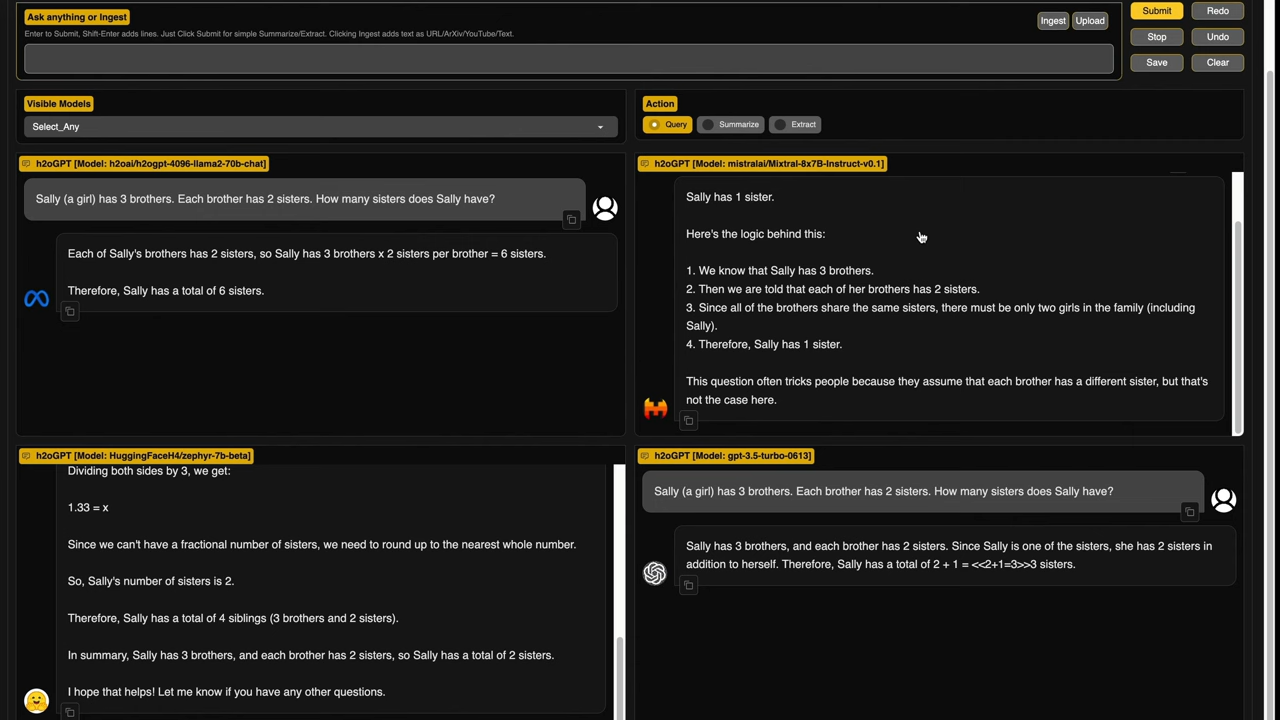 Ask anything or Ingest
Enter to Submit, Shift-Enter adds lines. Just Click Submit for simple Summarize/Extract. Clicking Ingest adds text as URL/ArXiv/YouTube/Text.
Ingest
Upload
Submit
Redo
Stop
Undo
Save
Clear
Visible Models
Select_Any
Action
Query
Summarize
Extract
h2oGPT [Model: h2oai/h2ogpt-4096-llama2-70b-chat]
Sally (a girl) has 3 brothers. Each brother has 2 sisters. How many sisters does Sally have?
Each of Sally's brothers has 2 sisters, so Sally has 3 brothers x 2 sisters per brother = 6 sisters.
Therefore, Sally has a total of 6 sisters.
h2oGPT [Model: mistralai/Mixtral-8x7B-Instruct-v0.1]
Sally has 1 sister.
Here's the logic behind this:
1. We know that Sally has 3 brothers.
2. Then we are told that each of her brothers has 2 sisters.
3. Since all of the brothers share the same sisters, there must be only two girls in the family (including
Sally).
4. Therefore, Sally has 1 sister.
This question often tricks people because they assume that each brother has a different sister, but that's
not the case here.
h2oGPT [Model: HuggingFaceH4/zephyr-7b-beta]
Dividing both sides by 3, we get:
1.33 = x
Since we can't have a fractional number of sisters, we need to round up to the nearest whole number.
So, Sally's number of sisters is 2.
Therefore, Sally has a total of 4 siblings (3 brothers and 2 sisters).
In summary, Sally has 3 brothers, and each brother has 2 sisters, so Sally has a total of 2 sisters.
I hope that helps! Let me know if you have any other questions.
h2oGPT [Model: gpt-3.5-turbo-0613]
Sally (a girl) has 3 brothers. Each brother has 2 sisters. How many sisters does Sally have?
Sally has 3 brothers, and each brother has 2 sisters. Since Sally is one of the sisters, she has 2 sisters in
addition to herself. Therefore, Sally has a total of 2 + 1 = <<2+1=3>>3 sisters.